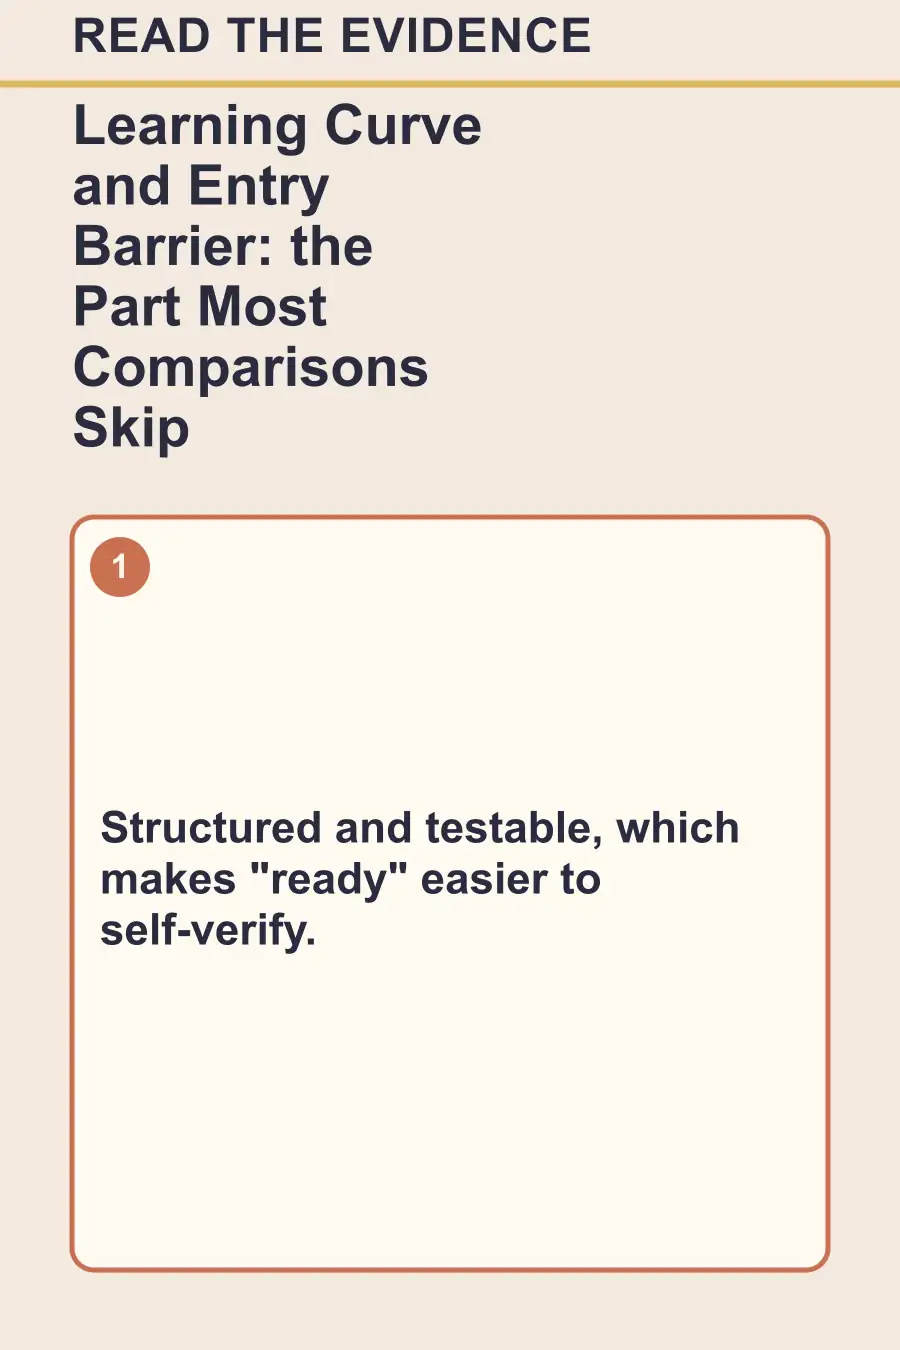 READ THE EVIDENCE
Learning Curve
and Entry
Barrier: the
Part Most
Comparisons
Skip
1
Structured and testable, which
makes "ready" easier to
self-verify.